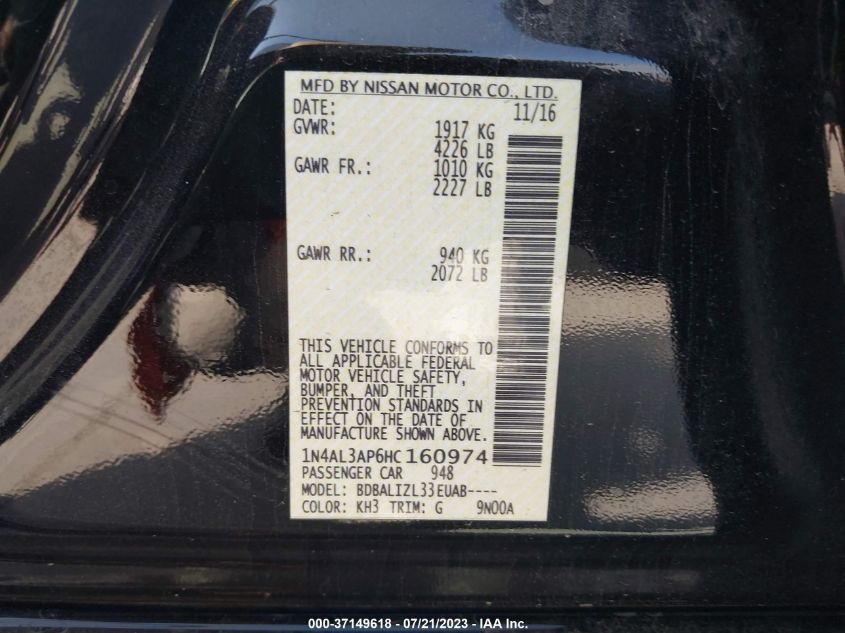 MFD BY NISSAN MOTOR CO., LTD.
DATE: 11/16
GVWR: 1917 KG
4226 LB
GAWR FR.: 1010 KG
2227 LB
GAWR RR.: 940 KG
2072 LB
THIS VEHICLE CONFORMS TO
ALL APPLICABLE FEDERAL
MOTOR VEHICLE SAFETY,
BUMPER, AND THEFT
PREVENTION STANDARDS IN
EFFECT ON THE DATE OF
MANUFACTURE SHOWN ABOVE.
1N4AL3AP6HC160974
PASSENGER CAR 948
MODEL: BDBALIZL33EUAB----
COLOR: KH3 TRIM: G 9N00A
000-37149618 - 07/21/2023 - IAA Inc.